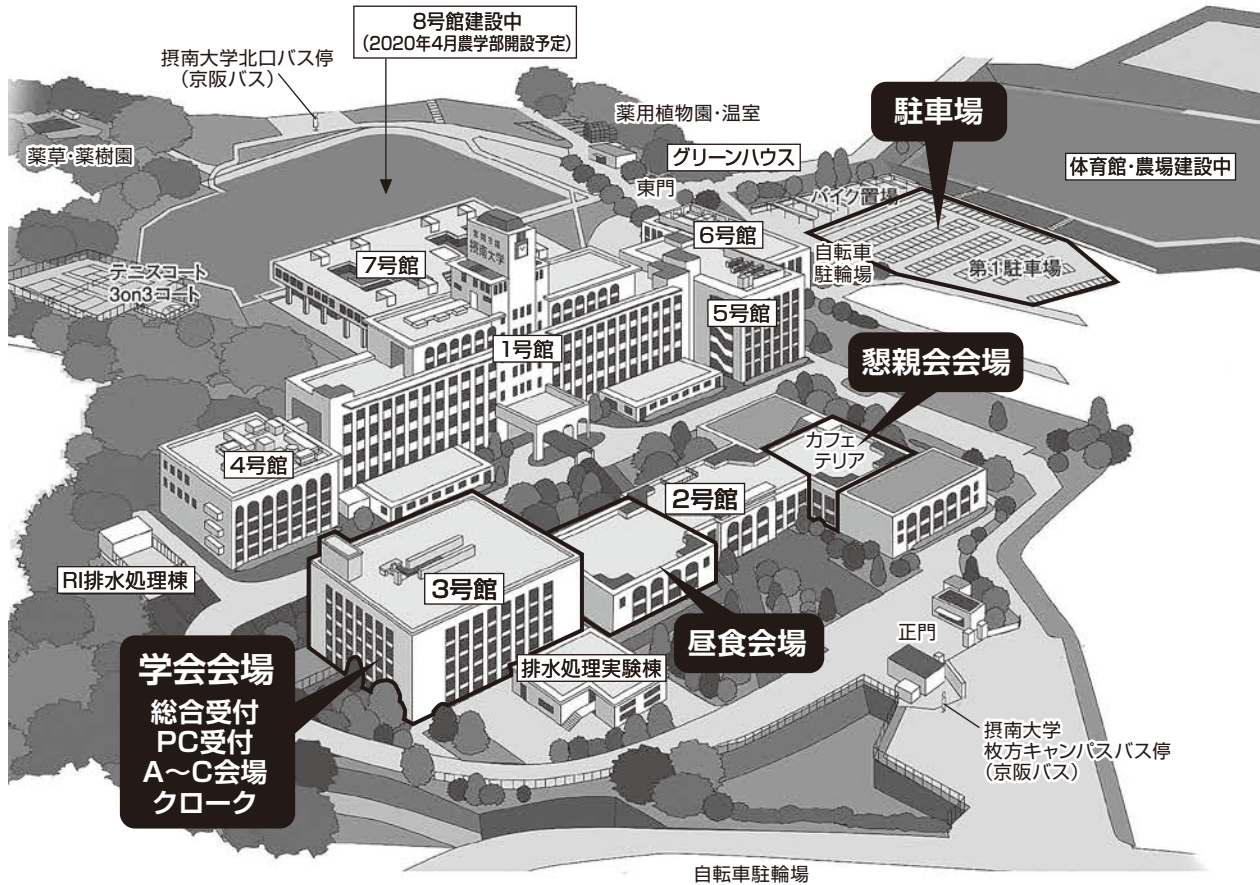 8号館建設中
(2020年4月農学部開設予定)
摂南大学北口バス停
(京阪バス)
薬用植物園・温室
駐車場
薬草・薬樹園
グリーンハウス
体育館・農場建設中
東門
バイク置場
6号館
摂南大学
7号館
自転車
駐輪場
第1駐車場
テニスコート
3on3コート
5号館
1号館
懇親会会場
カフェ
テリア
4号館
2号館
RI排水処理棟
3号館
昼食会場
正門
学会会場
総合受付
PC受付
A〜C会場
クローク
排水処理実験棟
摂南大学
枚方キャンパスバス停
(京阪バス)
自転車駐輪場